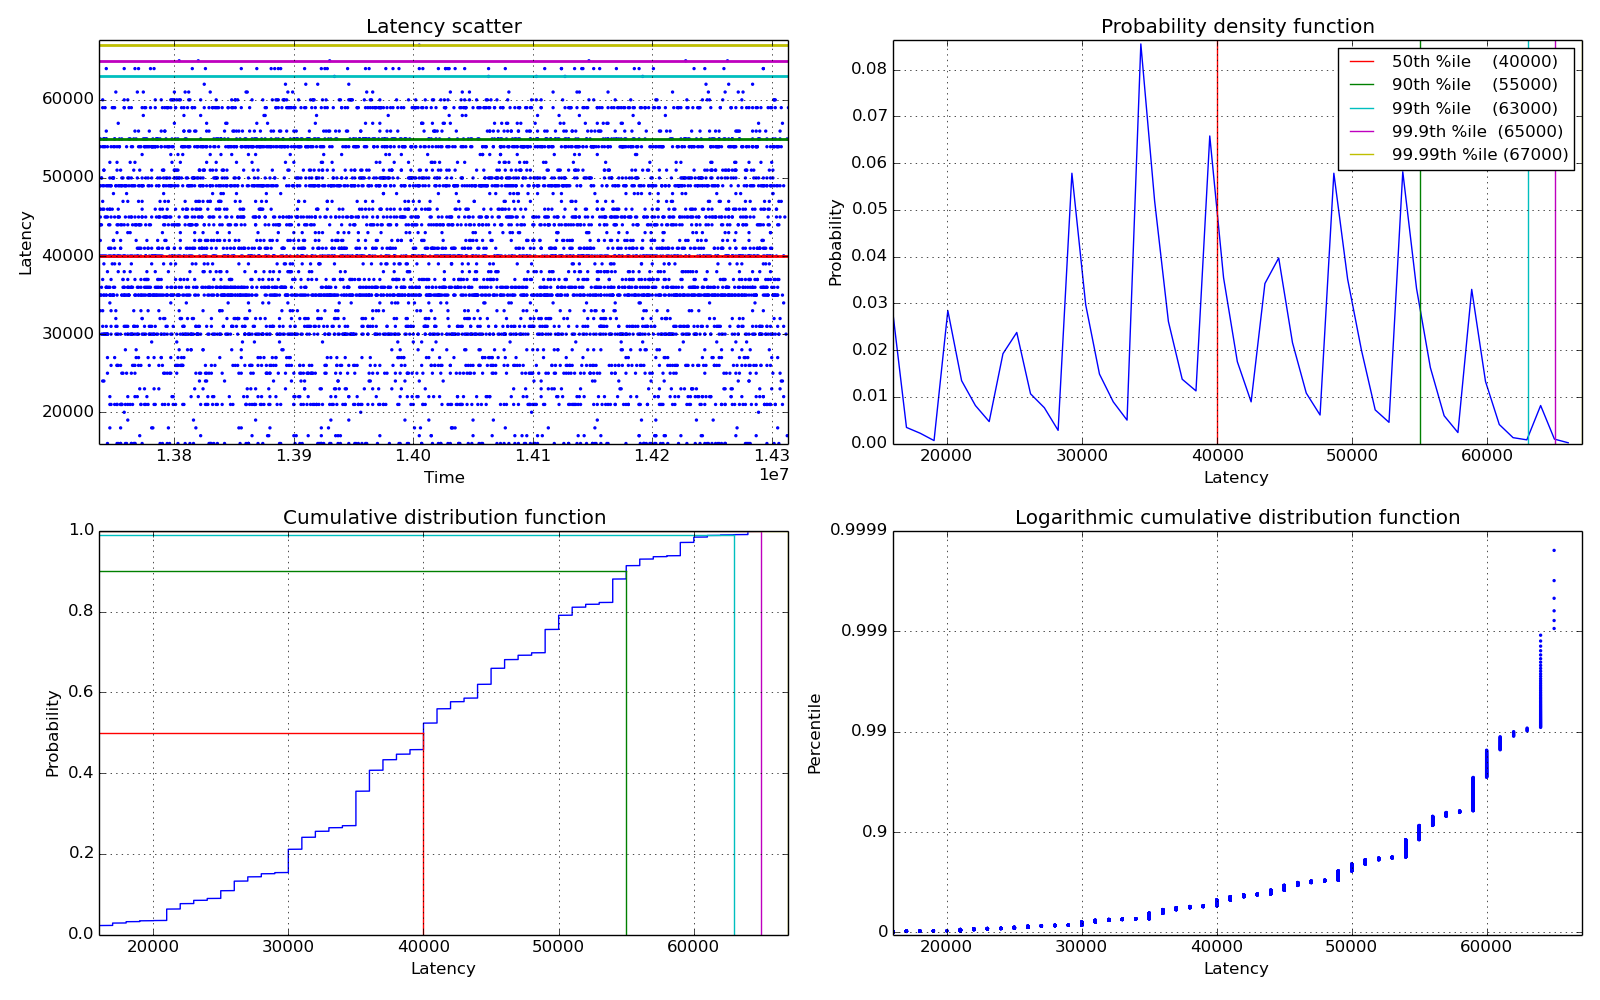 Latency scatter
60000
50000
40000
30000
20000
Latency
1.38 1.39 1.40 1.41 1.42 1.43
1e7
Time
Probability density function
50th %ile (40000)
90th %ile (55000)
99th %ile (63000)
99.9th %ile (65000)
99.99th %ile (67000)
0.08
0.07
0.06
0.05
0.04
0.03
0.02
0.01
0.00
Probability
20000 30000 40000 50000 60000
Latency
Cumulative distribution function
1.0
0.8
0.6
0.4
0.2
0.0
Probability
20000 30000 40000 50000 60000
Latency
Logarithmic cumulative distribution function
0.9999
0.999
0.99
0.9
0
Percentile
20000 30000 40000 50000 60000
Latency